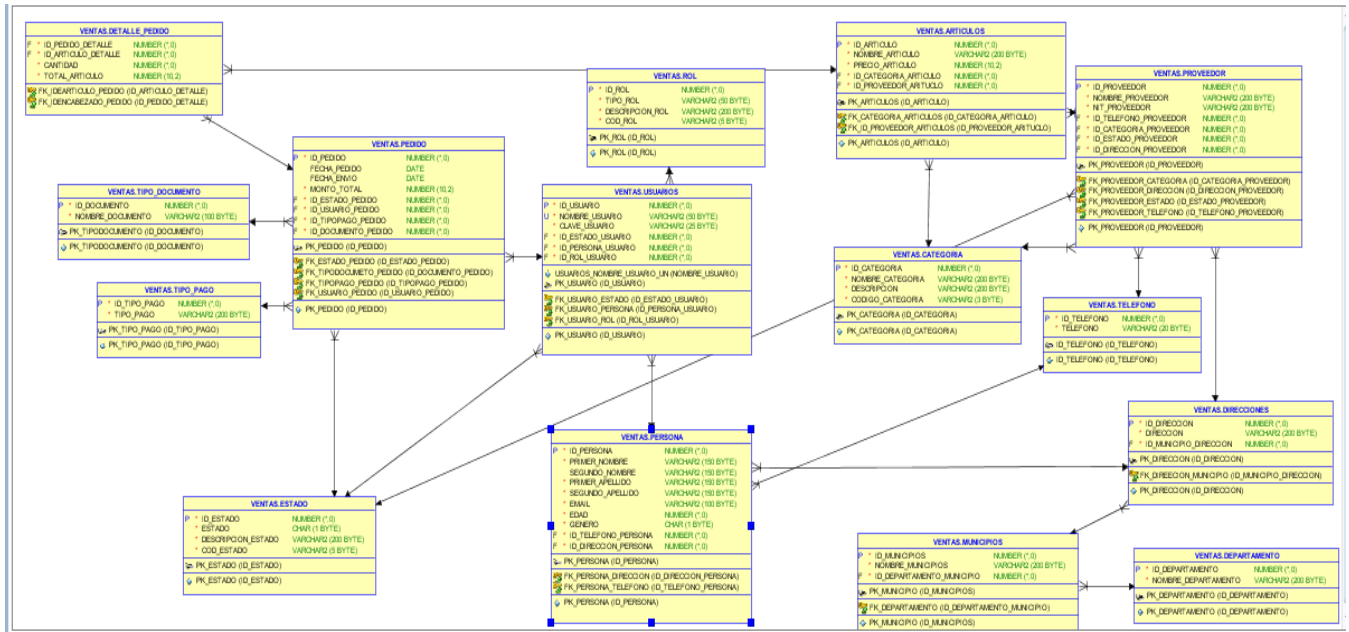 VENTAS.DETALLE_PEDIDO
F * ID_PEDIDO_DETALLE NUMBER (*,0)
F * ID_ARTICULO_DETALLE NUMBER (*,0)
* CANTIDAD NUMBER (*,0)
* TOTAL_ARTICULO NUMBER (10,2)
FK_IDEARTICULO_PEDIDO (ID_ARTICULO_DETALLE)
FK_IDENCABEZADO_PEDIDO (ID_PEDIDO_DETALLE)
VENTAS.ROL
P * ID_ROL NUMBER (*,0)
* TIPO_ROL VARCHAR2 (50 BYTE)
* DESCRIPCION_ROL VARCHAR2 (200 BYTE)
* COD_ROL VARCHAR2 (5 BYTE)
PK_ROL (ID_ROL)
PK_ROL (ID_ROL)
VENTAS.ARTICULOS
P * ID_ARTICULO NUMBER (*,0)
* NOMBRE_ARTICULO VARCHAR2 (200 BYTE)
* PRECIO_ARTICULO NUMBER (10,2)
F * ID_CATEGORIA_ARTICULO NUMBER (*,0)
F * ID_PROVEEDOR_ARITUCLO NUMBER (*,0)
PK_ARTICULOS (ID_ARTICULO)
FK_CATEGORIA_ARTICULOS (ID_CATEGORIA_ARTICULO)
FK_ID_PROVEEDOR_ARTICULOS (ID_PROVEEDOR_ARITUCLO)
PK_ARTICULOS (ID_ARTICULO)
VENTAS.PROVEEDOR
P * ID_PROVEEDOR NUMBER (*,0)
* NOMBRE_PROVEEDOR VARCHAR2 (200 BYTE)
* NIT_PROVEEDOR VARCHAR2 (200 BYTE)
F * ID_TELEFONO_PROVEEDOR NUMBER (*,0)
F * ID_CATEGORIA_PROVEEDOR NUMBER (*,0)
F * ID_ESTADO_PROVEEDOR NUMBER (*,0)
F * ID_DIRECCION_PROVEEDOR NUMBER (*,0)
PK_PROVEEDOR (ID_PROVEEDOR)
FK_PROVEEDOR_CATEGORIA (ID_CATEGORIA_PROVEEDOR)
FK_PROVEEDOR_DIRECCION (ID_DIRECCION_PROVEEDOR)
FK_PROVEEDOR_ESTADO (ID_ESTADO_PROVEEDOR)
FK_PROVEEDOR_TELEFONO (ID_TELEFONO_PROVEEDOR)
PK_PROVEEDOR (ID_PROVEEDOR)
VENTAS.PEDIDO
P * ID_PEDIDO NUMBER (*,0)
FECHA_PEDIDO DATE
FECHA_ENVIO DATE
* MONTO_TOTAL NUMBER (10,2)
F * ID_ESTADO_PEDIDO NUMBER (*,0)
F * ID_USUARIO_PEDIDO NUMBER (*,0)
F * ID_TIPOPAGO_PEDIDO NUMBER (*,0)
F * ID_DOCUMENTO_PEDIDO NUMBER (*,0)
PK_PEDIDO (ID_PEDIDO)
FK_ESTADO_PEDIDO (ID_ESTADO_PEDIDO)
FK_TIPODOCUMETO_PEDIDO (ID_DOCUMENTO_PEDIDO)
FK_TIPOPAGO_PEDIDO (ID_TIPOPAGO_PEDIDO)
FK_USUARIO_PEDIDO (ID_USUARIO_PEDIDO)
PK_PEDIDO (ID_PEDIDO)
VENTAS.TIPO_DOCUMENTO
P * ID_DOCUMENTO NUMBER (*,0)
* NOMBRE_DOCUMENTO VARCHAR2 (100 BYTE)
PK_TIPODOCUMENTO (ID_DOCUMENTO)
PK_TIPODOCUMENTO (ID_DOCUMENTO)
VENTAS.USUARIOS
P * ID_USUARIO NUMBER (*,0)
U * NOMBRE_USUARIO VARCHAR2 (50 BYTE)
* CLAVE_USUARIO VARCHAR2 (25 BYTE)
F * ID_ESTADO_USUARIO NUMBER (*,0)
F * ID_PERSONA_USUARIO NUMBER (*,0)
F * ID_ROL_USUARIO NUMBER (*,0)
USUARIOS_NOMBRE_USUARIO_UN (NOMBRE_USUARIO)
PK_USUARIO (ID_USUARIO)
FK_USUARIO_ESTADO (ID_ESTADO_USUARIO)
FK_USUARIO_PERSONA (ID_PERSONA_USUARIO)
FK_USUARIO_ROL (ID_ROL_USUARIO)
PK_USUARIO (ID_USUARIO)
VENTAS.CATEGORIA
P * ID_CATEGORIA NUMBER (*,0)
* NOMBRE_CATEGORIA VARCHAR2 (200 BYTE)
* DESCRIPCION VARCHAR2 (200 BYTE)
* CODIGO_CATEGORIA VARCHAR2 (3 BYTE)
PK_CATEGORIA (ID_CATEGORIA)
PK_CATEGORIA (ID_CATEGORIA)
VENTAS.TIPO_PAGO
P * ID_TIPO_PAGO NUMBER (*,0)
* TIPO_PAGO VARCHAR2 (200 BYTE)
PK_TIPO_PAGO (ID_TIPO_PAGO)
PK_TIPO_PAGO (ID_TIPO_PAGO)
VENTAS.TELEFONO
P * ID_TELEFONO NUMBER (*,0)
* TELEFONO VARCHAR2 (20 BYTE)
ID_TELEFONO (ID_TELEFONO)
ID_TELEFONO (ID_TELEFONO)
VENTAS.DIRECCIONES
P * ID_DIRECCION NUMBER (*,0)
* DIRECCION VARCHAR2 (200 BYTE)
F * ID_MUNICIPIO_DIRECCION NUMBER (*,0)
PK_DIRECCION (ID_DIRECCION)
FK_DIREECION_MUNICIPIO (ID_MUNICIPIO_DIRECCION)
PK_DIRECCION (ID_DIRECCION)
VENTAS.PERSONA
P * ID_PERSONA NUMBER (*,0)
* PRIMER_NOMBRE VARCHAR2 (150 BYTE)
SEGUNDO_NOMBRE VARCHAR2 (150 BYTE)
* PRIMER_APELLIDO VARCHAR2 (150 BYTE)
* SEGUNDO_APELLIDO VARCHAR2 (150 BYTE)
* EMAIL VARCHAR2 (100 BYTE)
* EDAD NUMBER (*,0)
* GENERO CHAR (1 BYTE)
F * ID_TELEFONO_PERSONA NUMBER (*,0)
F * ID_DIRECCION_PERSONA NUMBER (*,0)
PK_PERSONA (ID_PERSONA)
FK_PERSONA_DIRECCION (ID_DIRECCION_PERSONA)
FK_PERSONA_TELEFONO (ID_TELEFONO_PERSONA)
PK_PERSONA (ID_PERSONA)
VENTAS.ESTADO
P * ID_ESTADO NUMBER (*,0)
* ESTADO CHAR (1 BYTE)
* DESCRIPCION_ESTADO VARCHAR2 (200 BYTE)
* COD_ESTADO VARCHAR2 (5 BYTE)
PK_ESTADO (ID_ESTADO)
PK_ESTADO (ID_ESTADO)
VENTAS.MUNICIPIOS
P * ID_MUNICIPIOS NUMBER (*,0)
* NOMBRE_MUNICIPIOS VARCHAR2 (200 BYTE)
F * ID_DEPARTAMENTO_MUNICIPIO NUMBER (*,0)
PK_MUNICIPIO (ID_MUNICIPIOS)
FK_DEPARTAMENTO (ID_DEPARTAMENTO_MUNICIPIO)
PK_MUNICIPIO (ID_MUNICIPIOS)
VENTAS.DEPARTAMENTO
P * ID_DEPARTAMENTO NUMBER (*,0)
* NOMBRE_DEPARTAMENTO VARCHAR2 (200 BYTE)
PK_DEPARTAMENTO (ID_DEPARTAMENTO)
PK_DEPARTAMENTO (ID_DEPARTAMENTO)